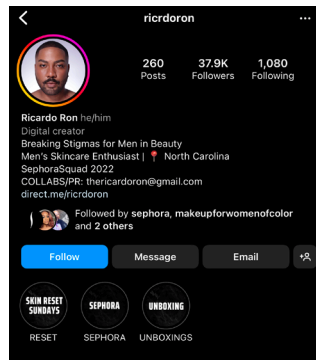 ricrdoron
260 37.9K 1,080
Posts Followers Following
Ricardo Ron he/him
Digital creator
Breaking Stigmas for Men in Beauty
Men's Skincare Enthusiast | 📍 North Carolina
SephoraSquad 2022
COLLABS/PR: thericardoron@gmail.com
direct.me/ricrdoron
Followed by sephora, makeupforwomenofcolor
and 2 others
Follow Message Email
SKIN RESET
SUNDAYS
SEPHORA
UNBOXING
RESET SEPHORA UNBOXINGS